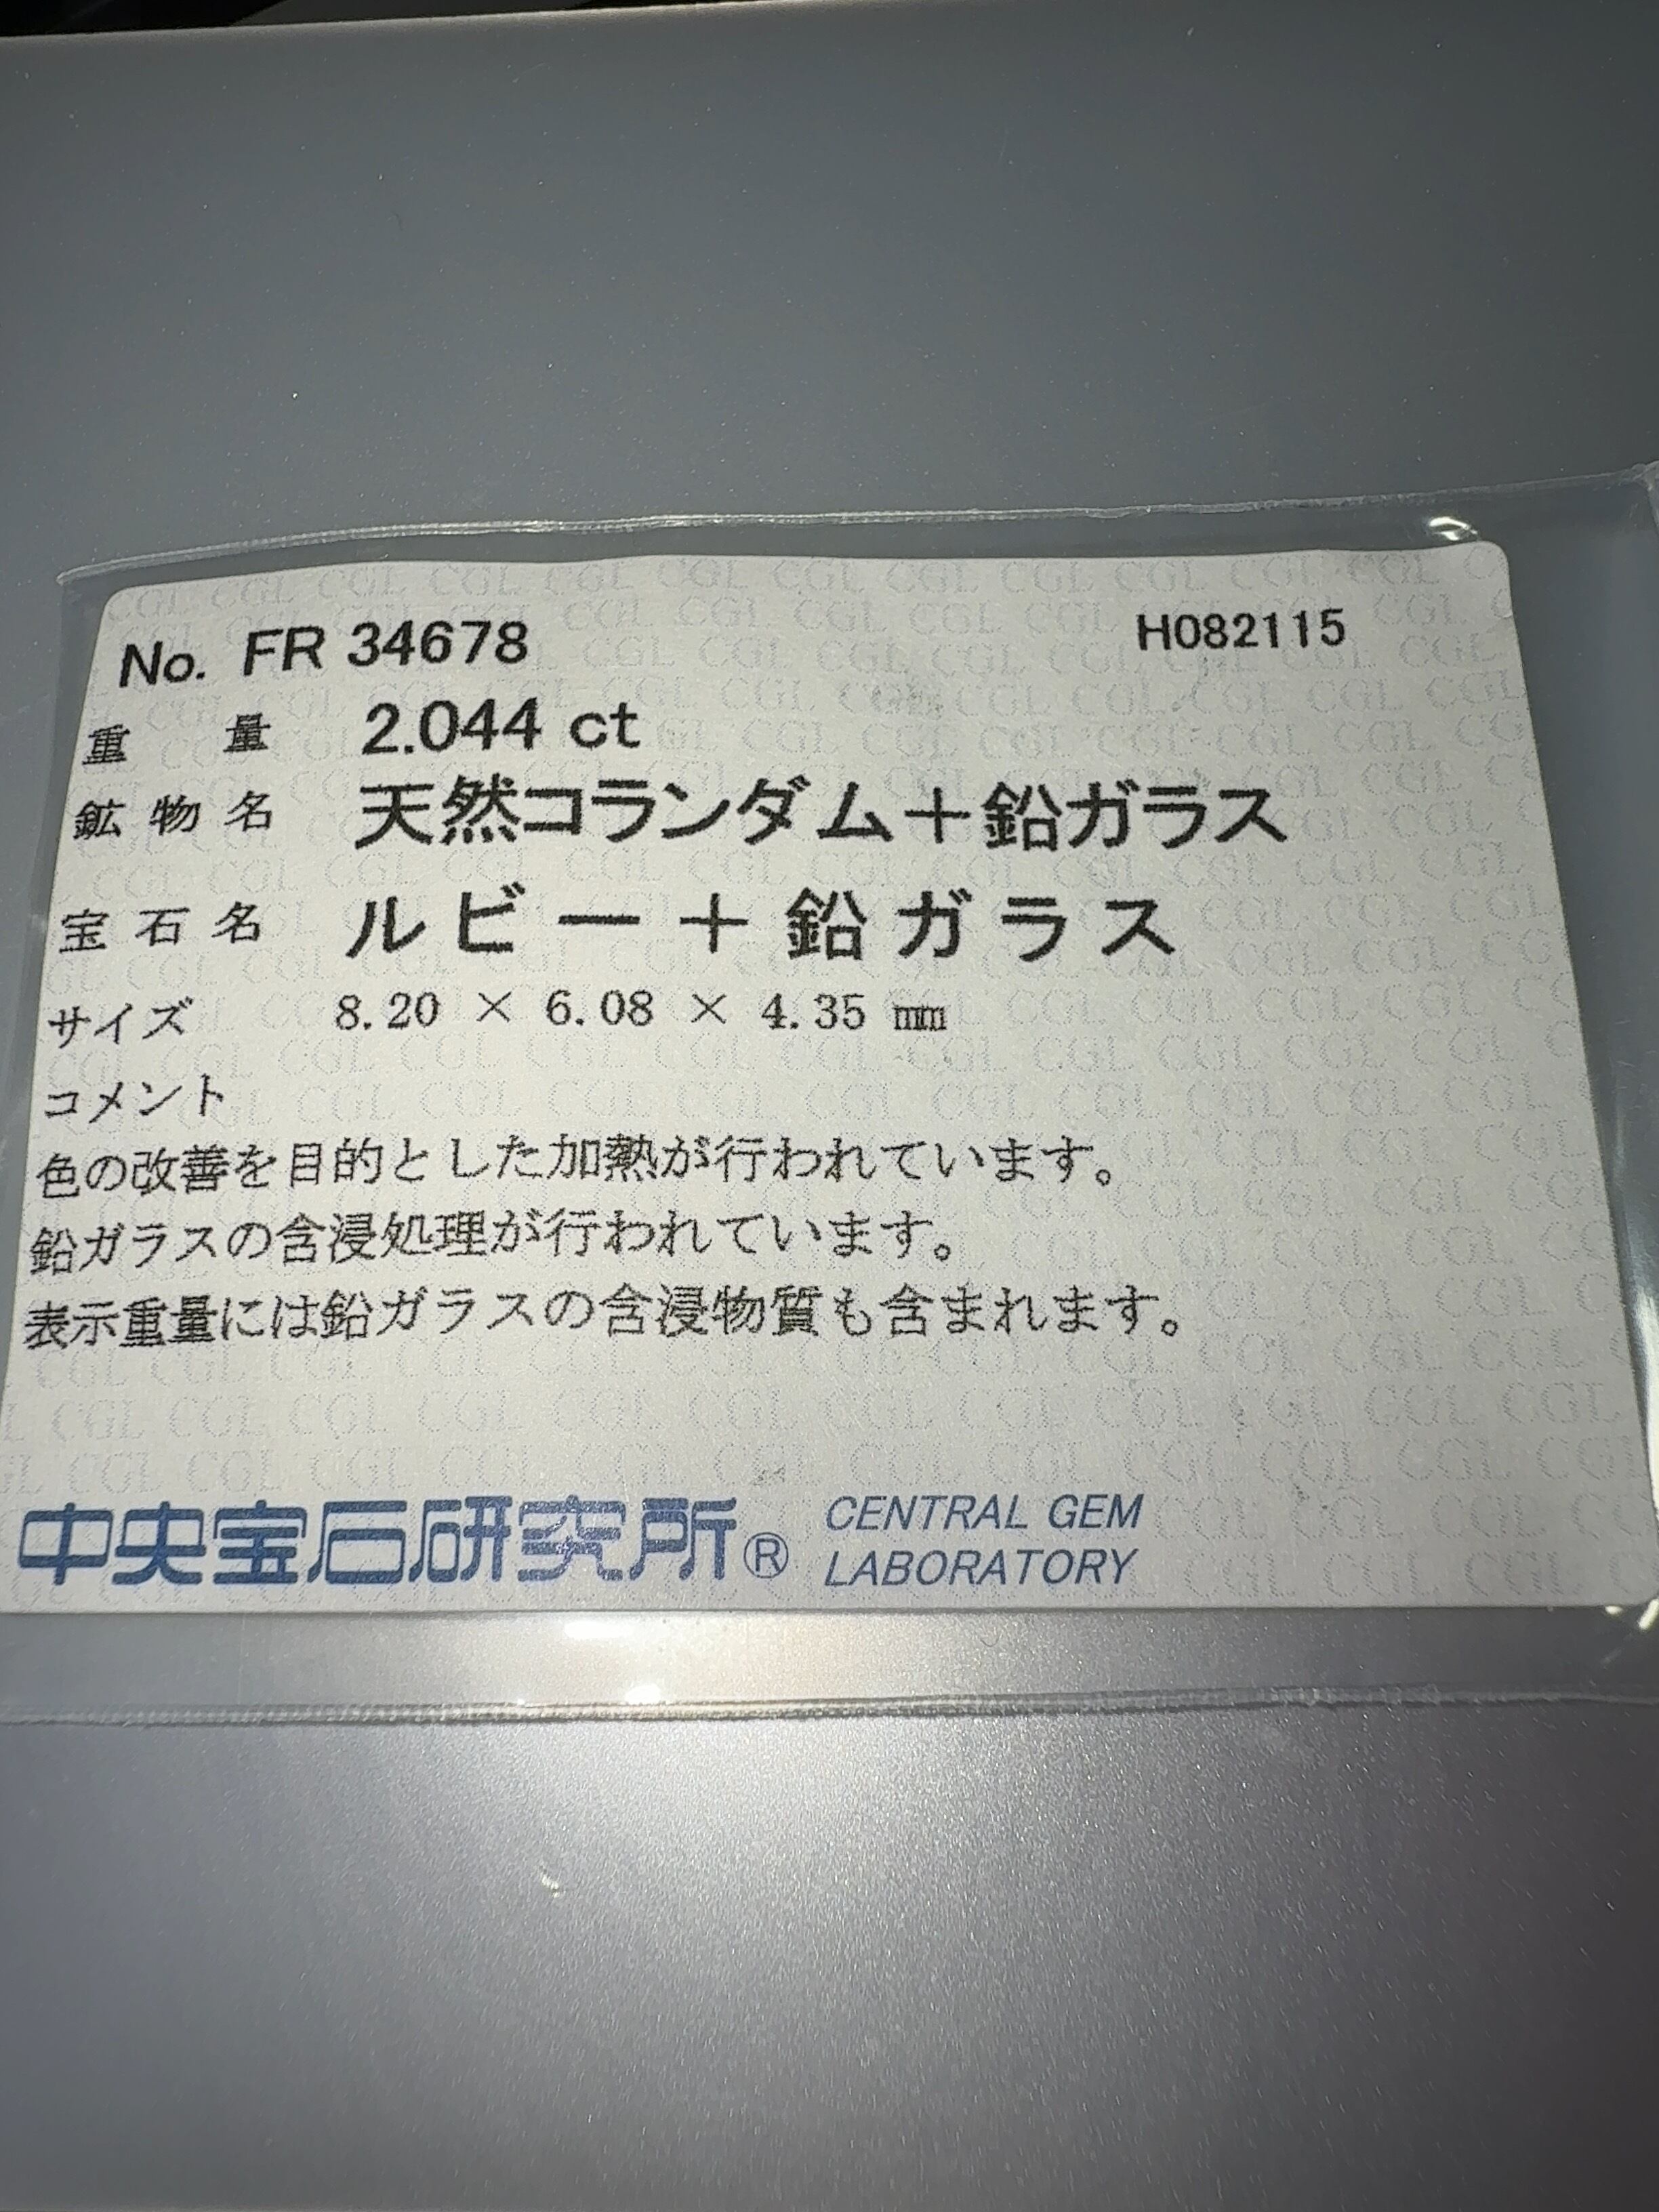 No. FR 34678 H082115
重量 2.044 ct
鉱物名 天然コランダム＋鉛ガラス
宝石名 ルビー＋鉛ガラス
サイズ 8.20 × 6.08 × 4.35 mm
コメント
色の改善を目的とした加熱が行われています。
鉛ガラスの含浸処理が行われています。
表示重量には鉛ガラスの含浸物質も含まれます。
中央宝石研究所® CENTRAL GEM
LABORATORY